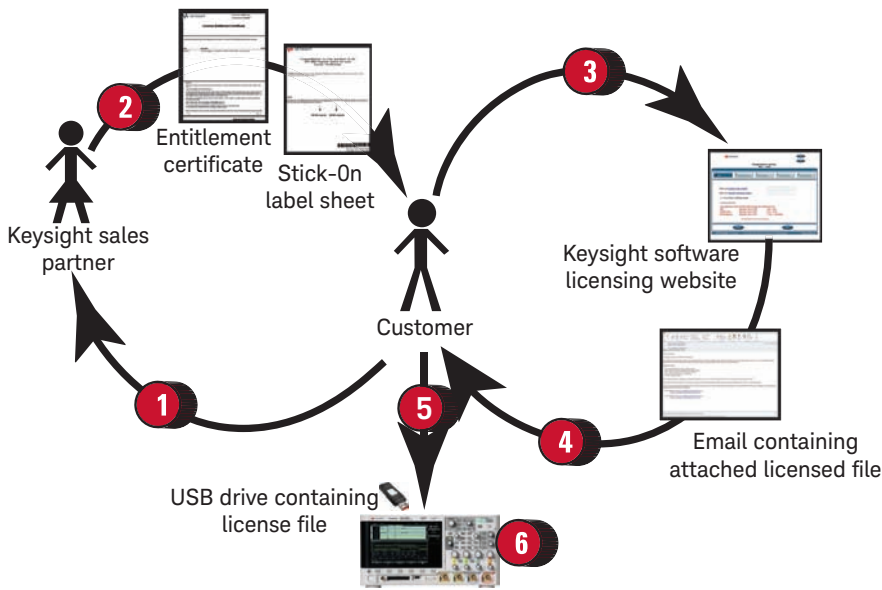 3
2
Entitlement
certificate
Stick-On
label sheet
Keysight sales
partner
Keysight software
licensing website
Customer
1
5
4
Email containing
attached licensed file
USB drive containing
license file
6